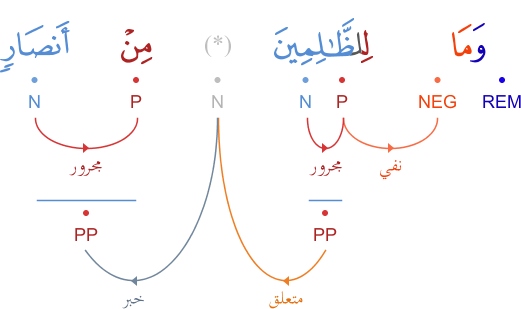 وَمَا لِلظَّـٰلِمِينَ (*) مِنْ أَنصَارٍ
REM NEG P N N P N
نفي مجرور مجرور
PP PP
متعلق خبر